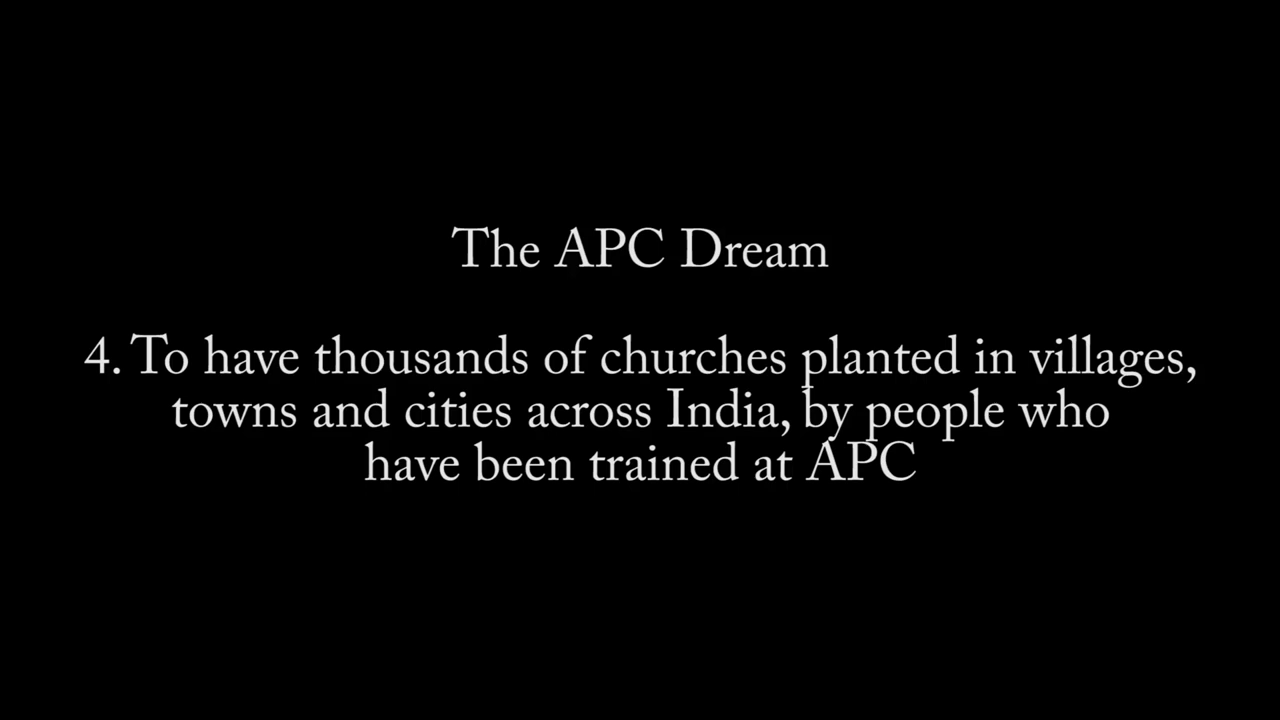 The APC Dream
4. To have thousands of churches planted in villages,
towns and cities across India, by people who
have been trained at APC